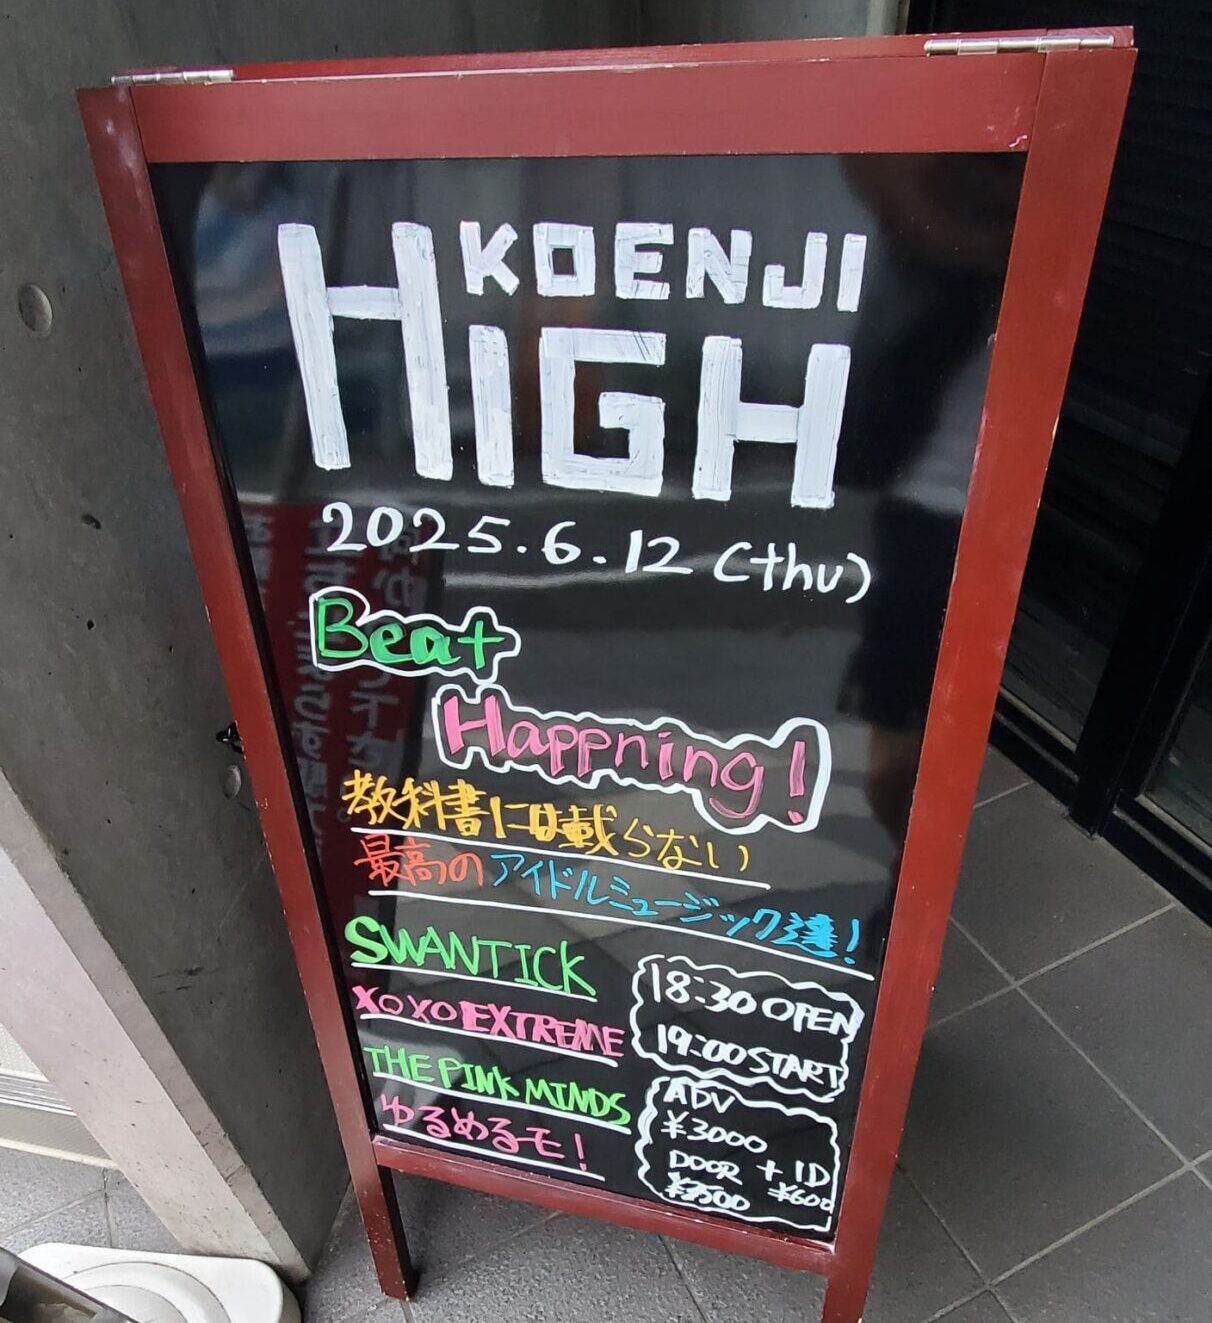 KOENJI
HIGH
2025.6.12 (thu)
Beat
Happning!
教科書には載らない
最高のアイドルミュージック達!
SWANTICK
XOXO EXTREME
THE PINK MINDS
ゆるめるモ!
18:30 OPEN
19:00 START
ADV
¥3000
DOOR + 1D
¥3500 ¥600